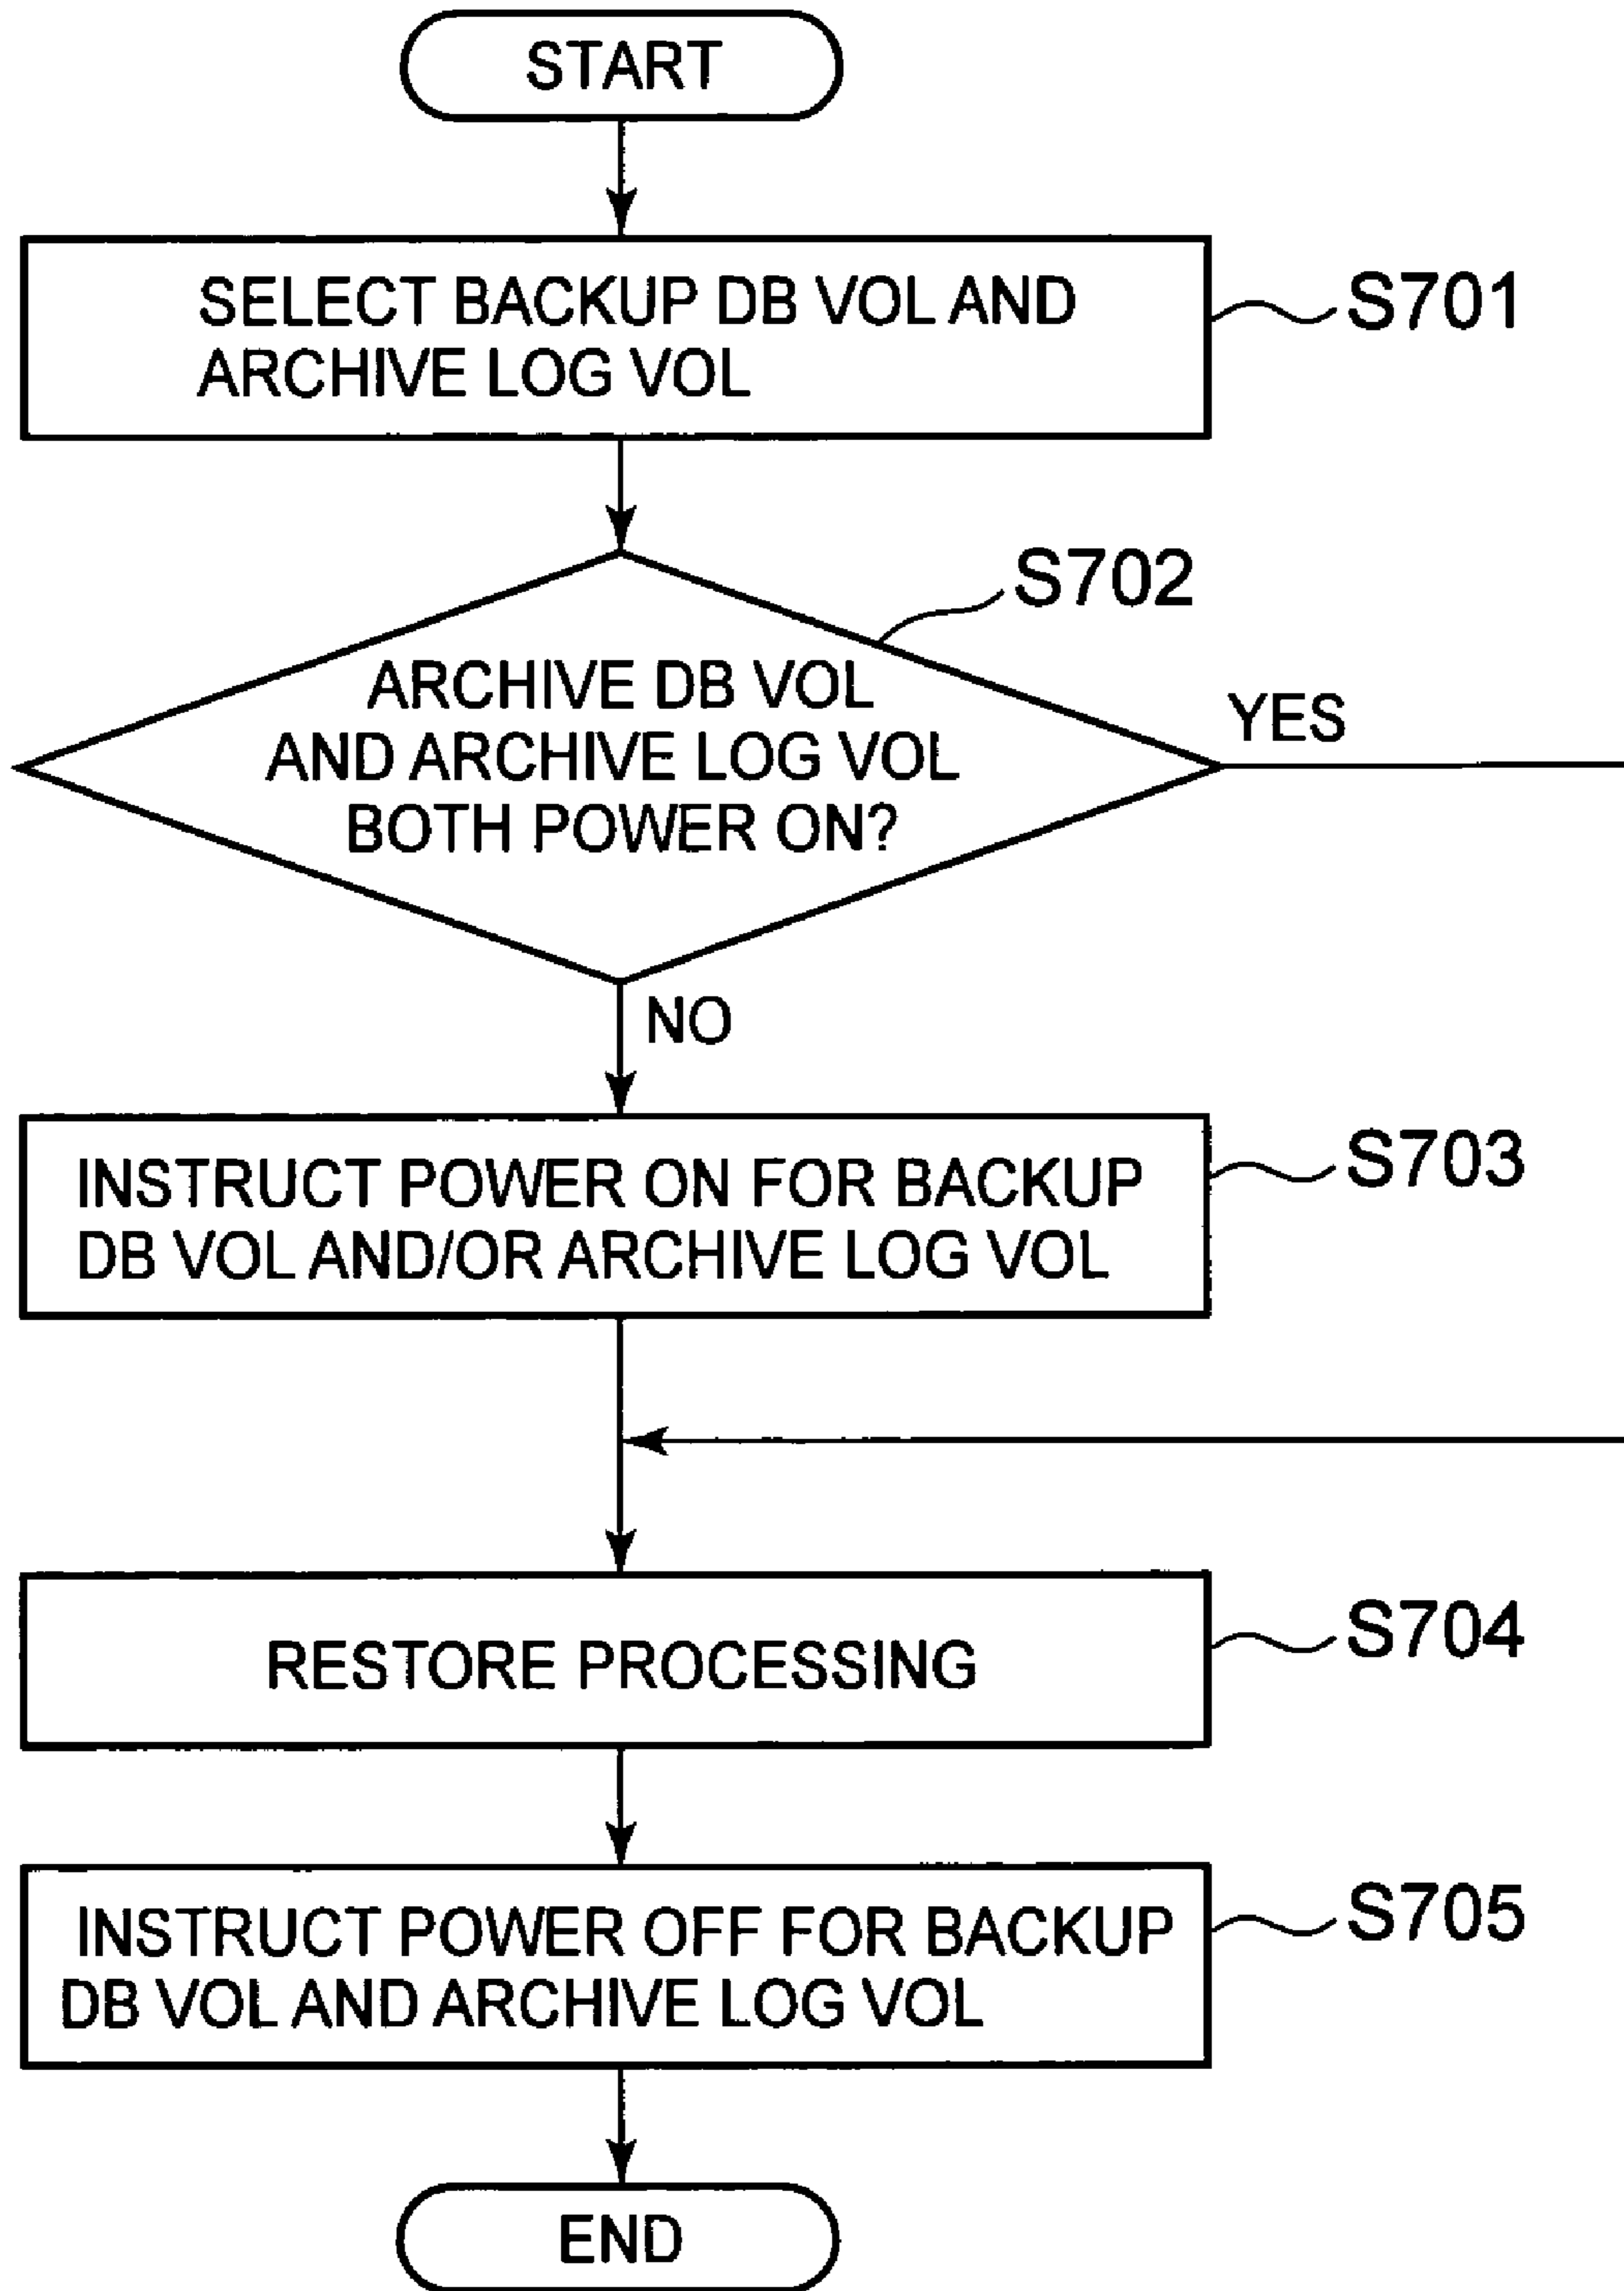 START
SELECT BACKUP DB VOL AND
ARCHIVE LOG VOL
S701
S702
ARCHIVE DB VOL
AND ARCHIVE LOG VOL
BOTH POWER ON?
YES
NO
INSTRUCT POWER ON FOR BACKUP
DB VOL AND/OR ARCHIVE LOG VOL
S703
RESTORE PROCESSING
S704
INSTRUCT POWER OFF FOR BACKUP
DB VOL AND ARCHIVE LOG VOL
S705
END